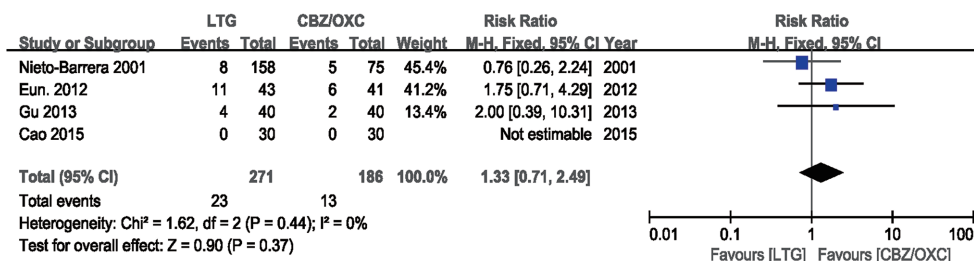 LTG CBZ/OXC Risk Ratio Risk Ratio
Study or Subgroup Events Total Events Total Weight M-H. Fixed. 95% CI Year M-H. Fixed. 95% CI
Nieto-Barrera 2001 8 158 5 75 45.4% 0.76 [0.26, 2.24] 2001
Eun. 2012 11 43 6 41 41.2% 1.75 [0.71, 4.29] 2012
Gu 2013 4 40 2 40 13.4% 2.00 [0.39, 10.31] 2013
Cao 2015 0 30 0 30 Not estimable 2015
Total (95% CI) 271 186 100.0% 1.33 [0.71, 2.49]
Total events 23 13
Heterogeneity: Chi² = 1.62, df = 2 (P = 0.44); I² = 0%
Test for overall effect: Z = 0.90 (P = 0.37)
0.01 0.1 1 10 100
Favours [LTG] Favours [CBZ/OXC]